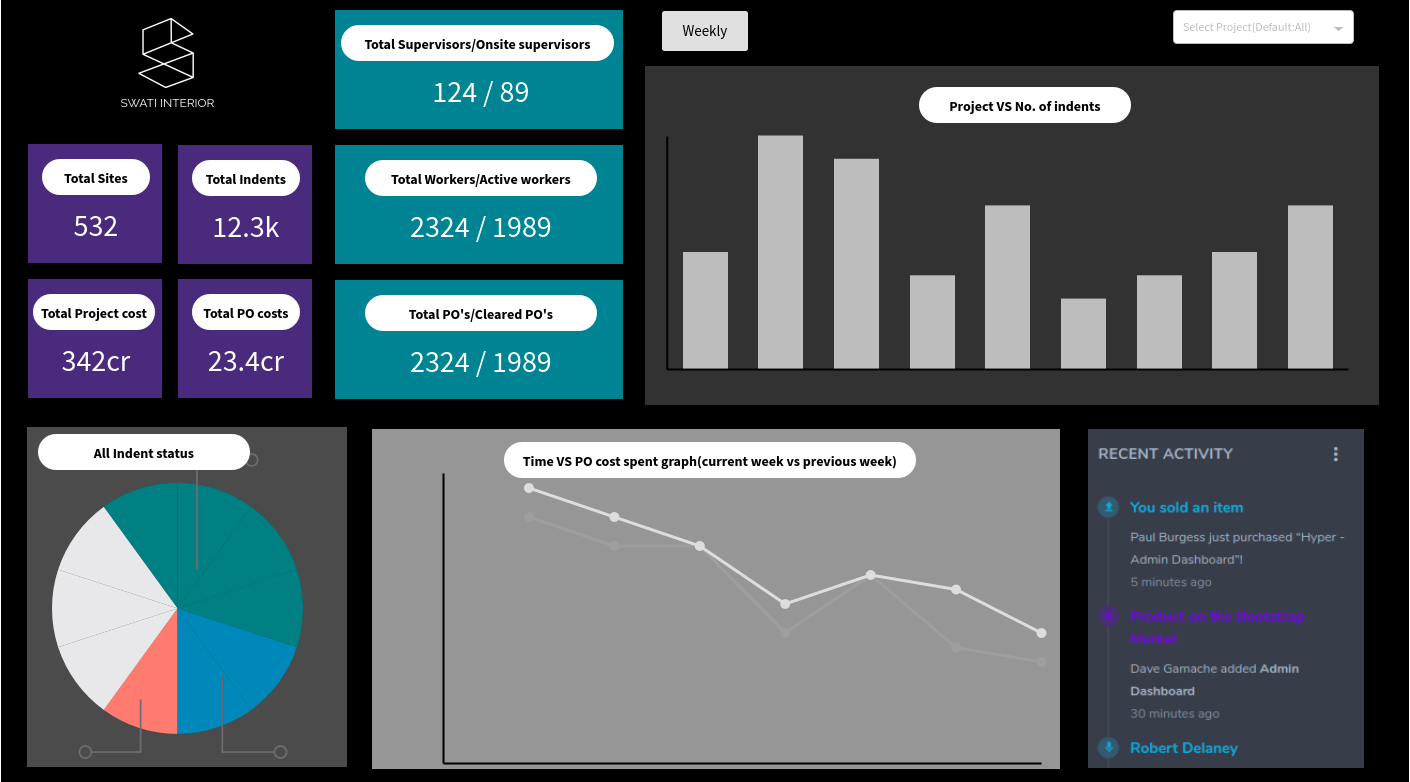 SWATI INTERIOR
Total Supervisors/Onsite supervisors
124 / 89
Weekly
Select Project(Default:All)
Project VS No. of indents
Total Sites
532
Total Indents
12.3k
Total Workers/Active workers
2324 / 1989
Total Project cost
342cr
Total PO costs
23.4cr
Total PO's/Cleared PO's
2324 / 1989
All Indent status
Time VS PO cost spent graph(current week vs previous week)
RECENT ACTIVITY
You sold an item
Paul Burgess just purchased “Hyper -
Admin Dashboard”!
5 minutes ago
Product on the Bootstrap
Market
Dave Gamache added Admin
Dashboard
30 minutes ago
Robert Delaney